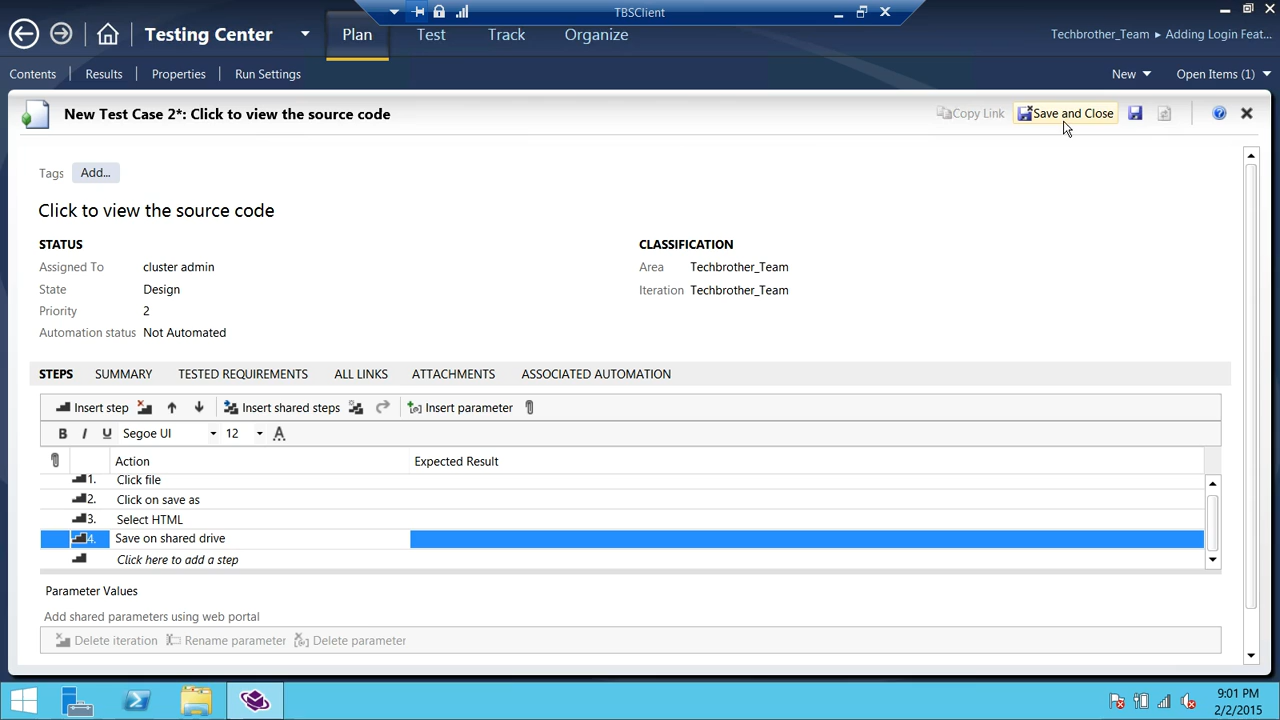 TBSClient
Testing Center Plan Test Track Organize Techbrother_Team ▸ Adding Login Feat...
Contents Results Properties Run Settings New Open Items (1)
New Test Case 2*: Click to view the source code Copy Link Save and Close
Tags Add...
Click to view the source code
STATUS CLASSIFICATION
Assigned To cluster admin Area Techbrother_Team
State Design Iteration Techbrother_Team
Priority 2
Automation status Not Automated
STEPS SUMMARY TESTED REQUIREMENTS ALL LINKS ATTACHMENTS ASSOCIATED AUTOMATION
Insert step Insert shared steps Insert parameter
B I U Segoe UI 12 A
Action Expected Result
1. Click file
2. Click on save as
3. Select HTML
4. Save on shared drive
Click here to add a step
Parameter Values
Add shared parameters using web portal
Delete iteration Rename parameter Delete parameter
9:01 PM
2/2/2015